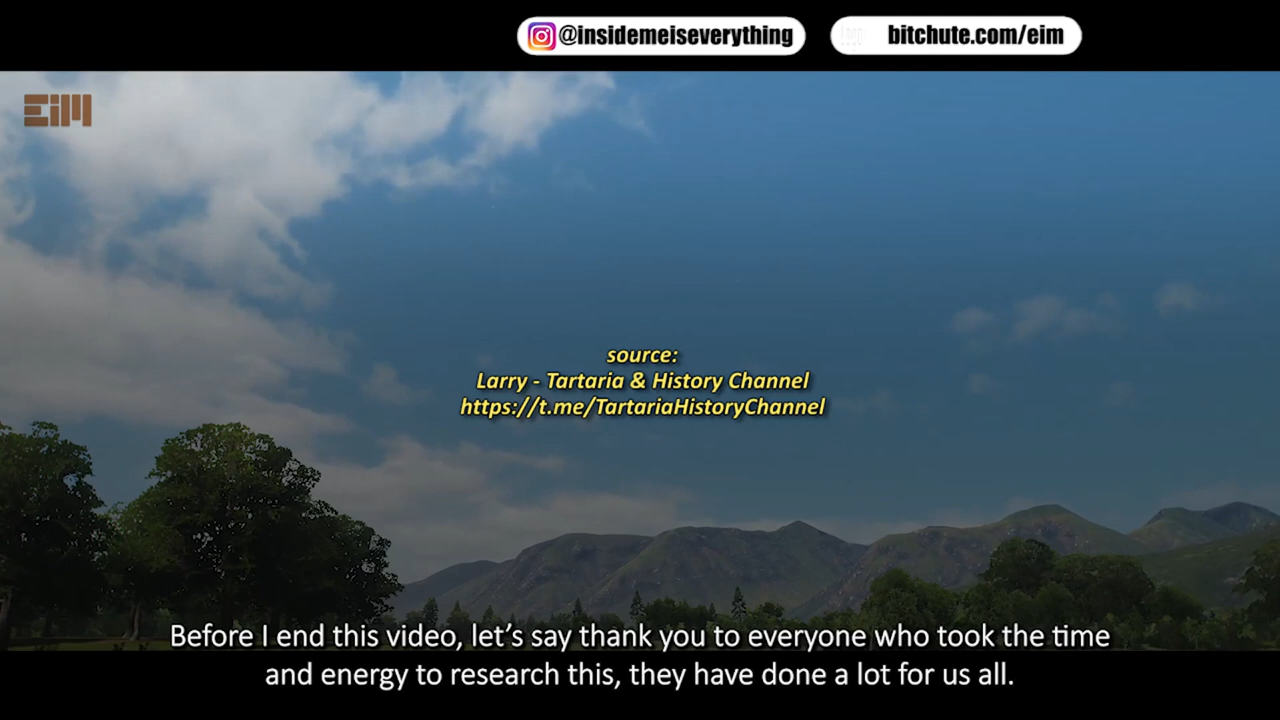 @insidemeiseverything
bitchute.com/eim
EiM
source:
Larry - Tartaria & History Channel
https://t.me/TartariaHistoryChannel
Before I end this video, let's say thank you to everyone who took the time
and energy to research this, they have done a lot for us all.